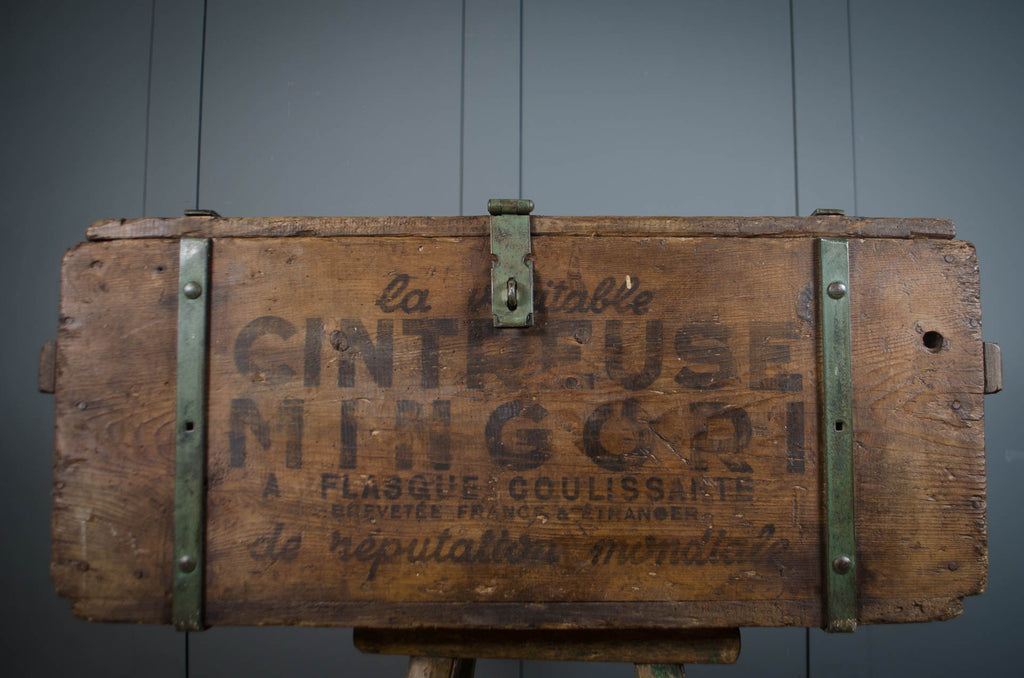 la véritable
CINTREUSE
MINGORI
A FLASQUE COULISSANTE
BREVETÉE FRANCE & ÉTRANGER
de réputation mondiale